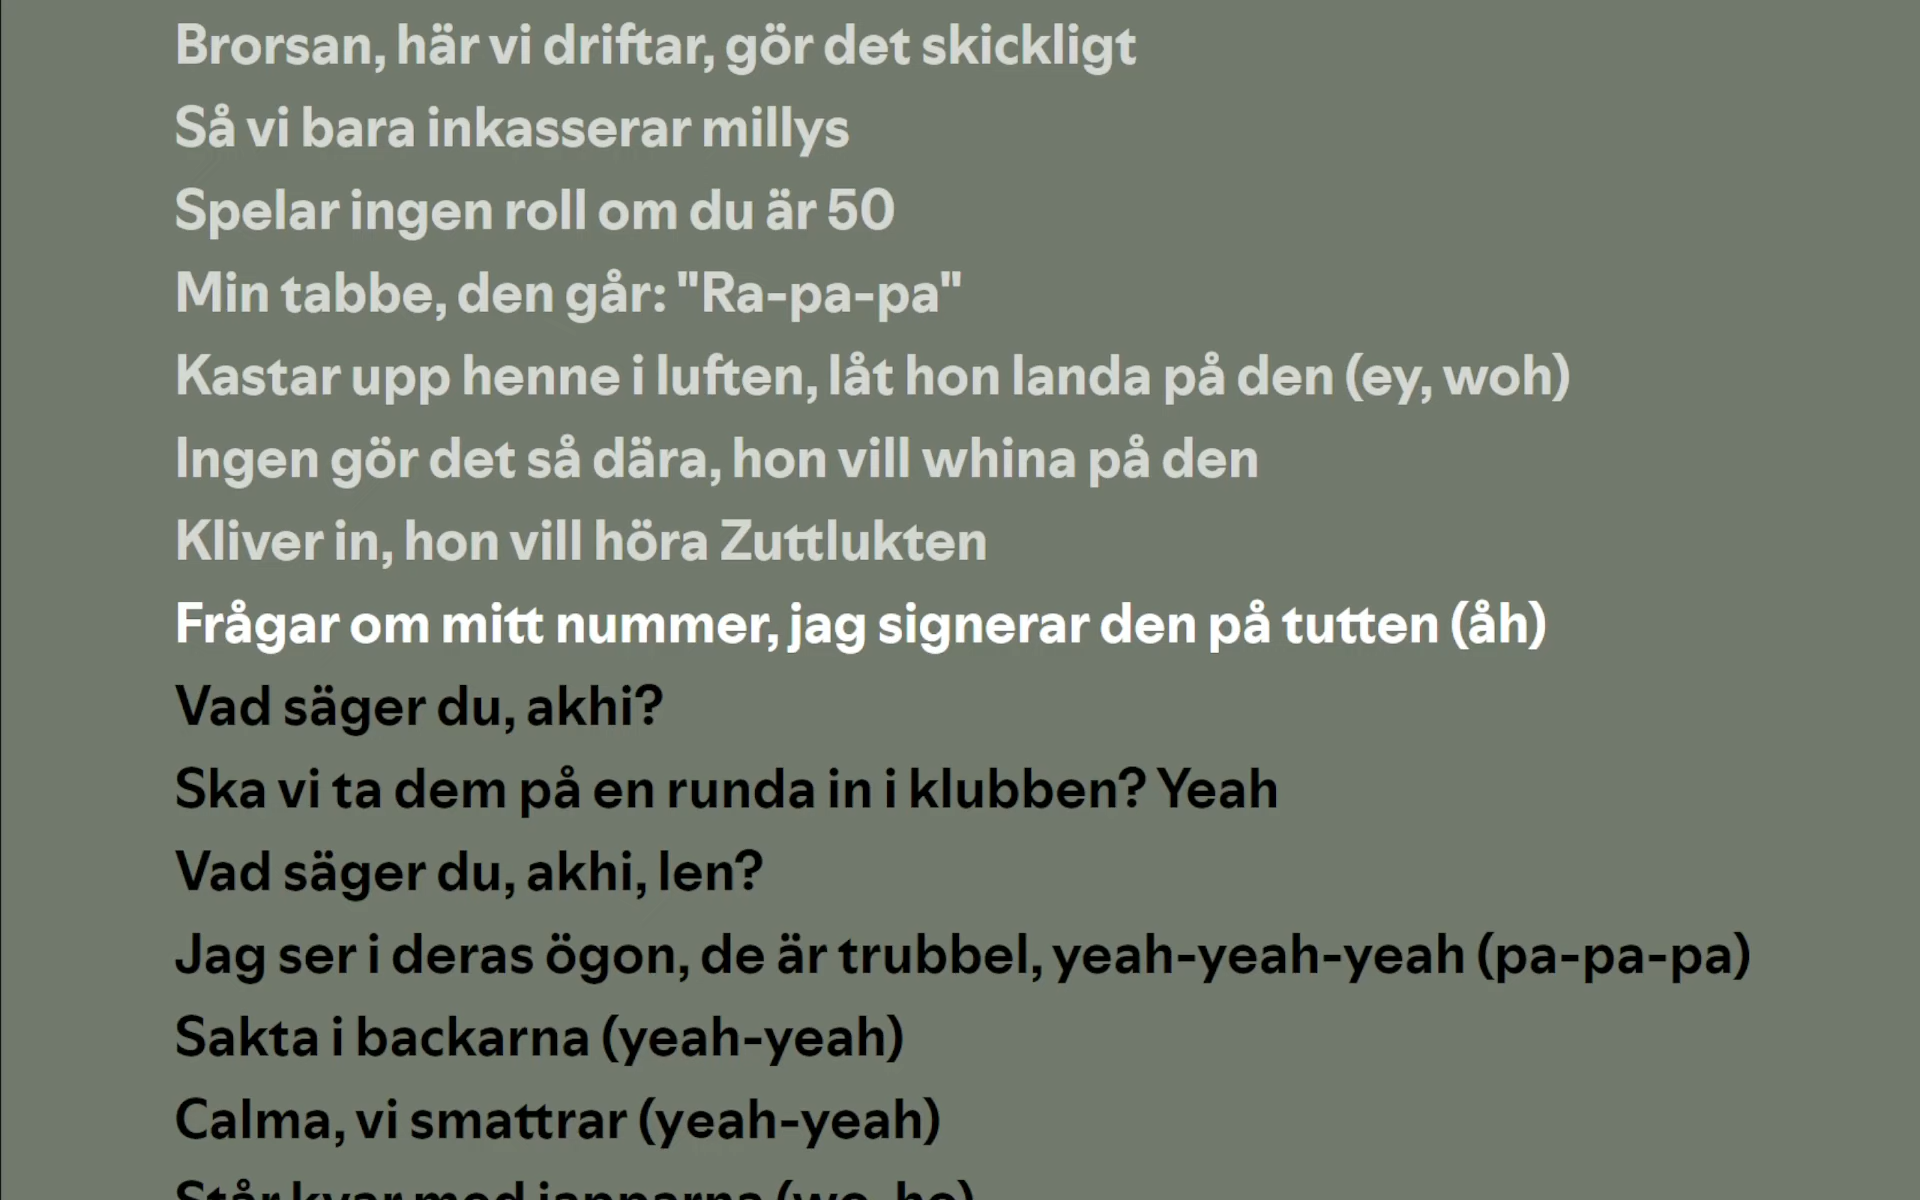 Brorsan, här vi driftar, gör det skickligt
Så vi bara inkasserar millys
Spelar ingen roll om du är 50
Min tabbe, den går: "Ra-pa-pa"
Kastar upp henne i luften, låt hon landa på den (ey, woh)
Ingen gör det så dära, hon vill whina på den
Kliver in, hon vill höra Zuttlukten
Frågar om mitt nummer, jag signerar den på tutten (åh)
Vad säger du, akhi?
Ska vi ta dem på en runda in i klubben? Yeah
Vad säger du, akhi, len?
Jag ser i deras ögon, de är trubbel, yeah-yeah-yeah (pa-pa-pa)
Sakta i backarna (yeah-yeah)
Calma, vi smattrar (yeah-yeah)
Står kvar med